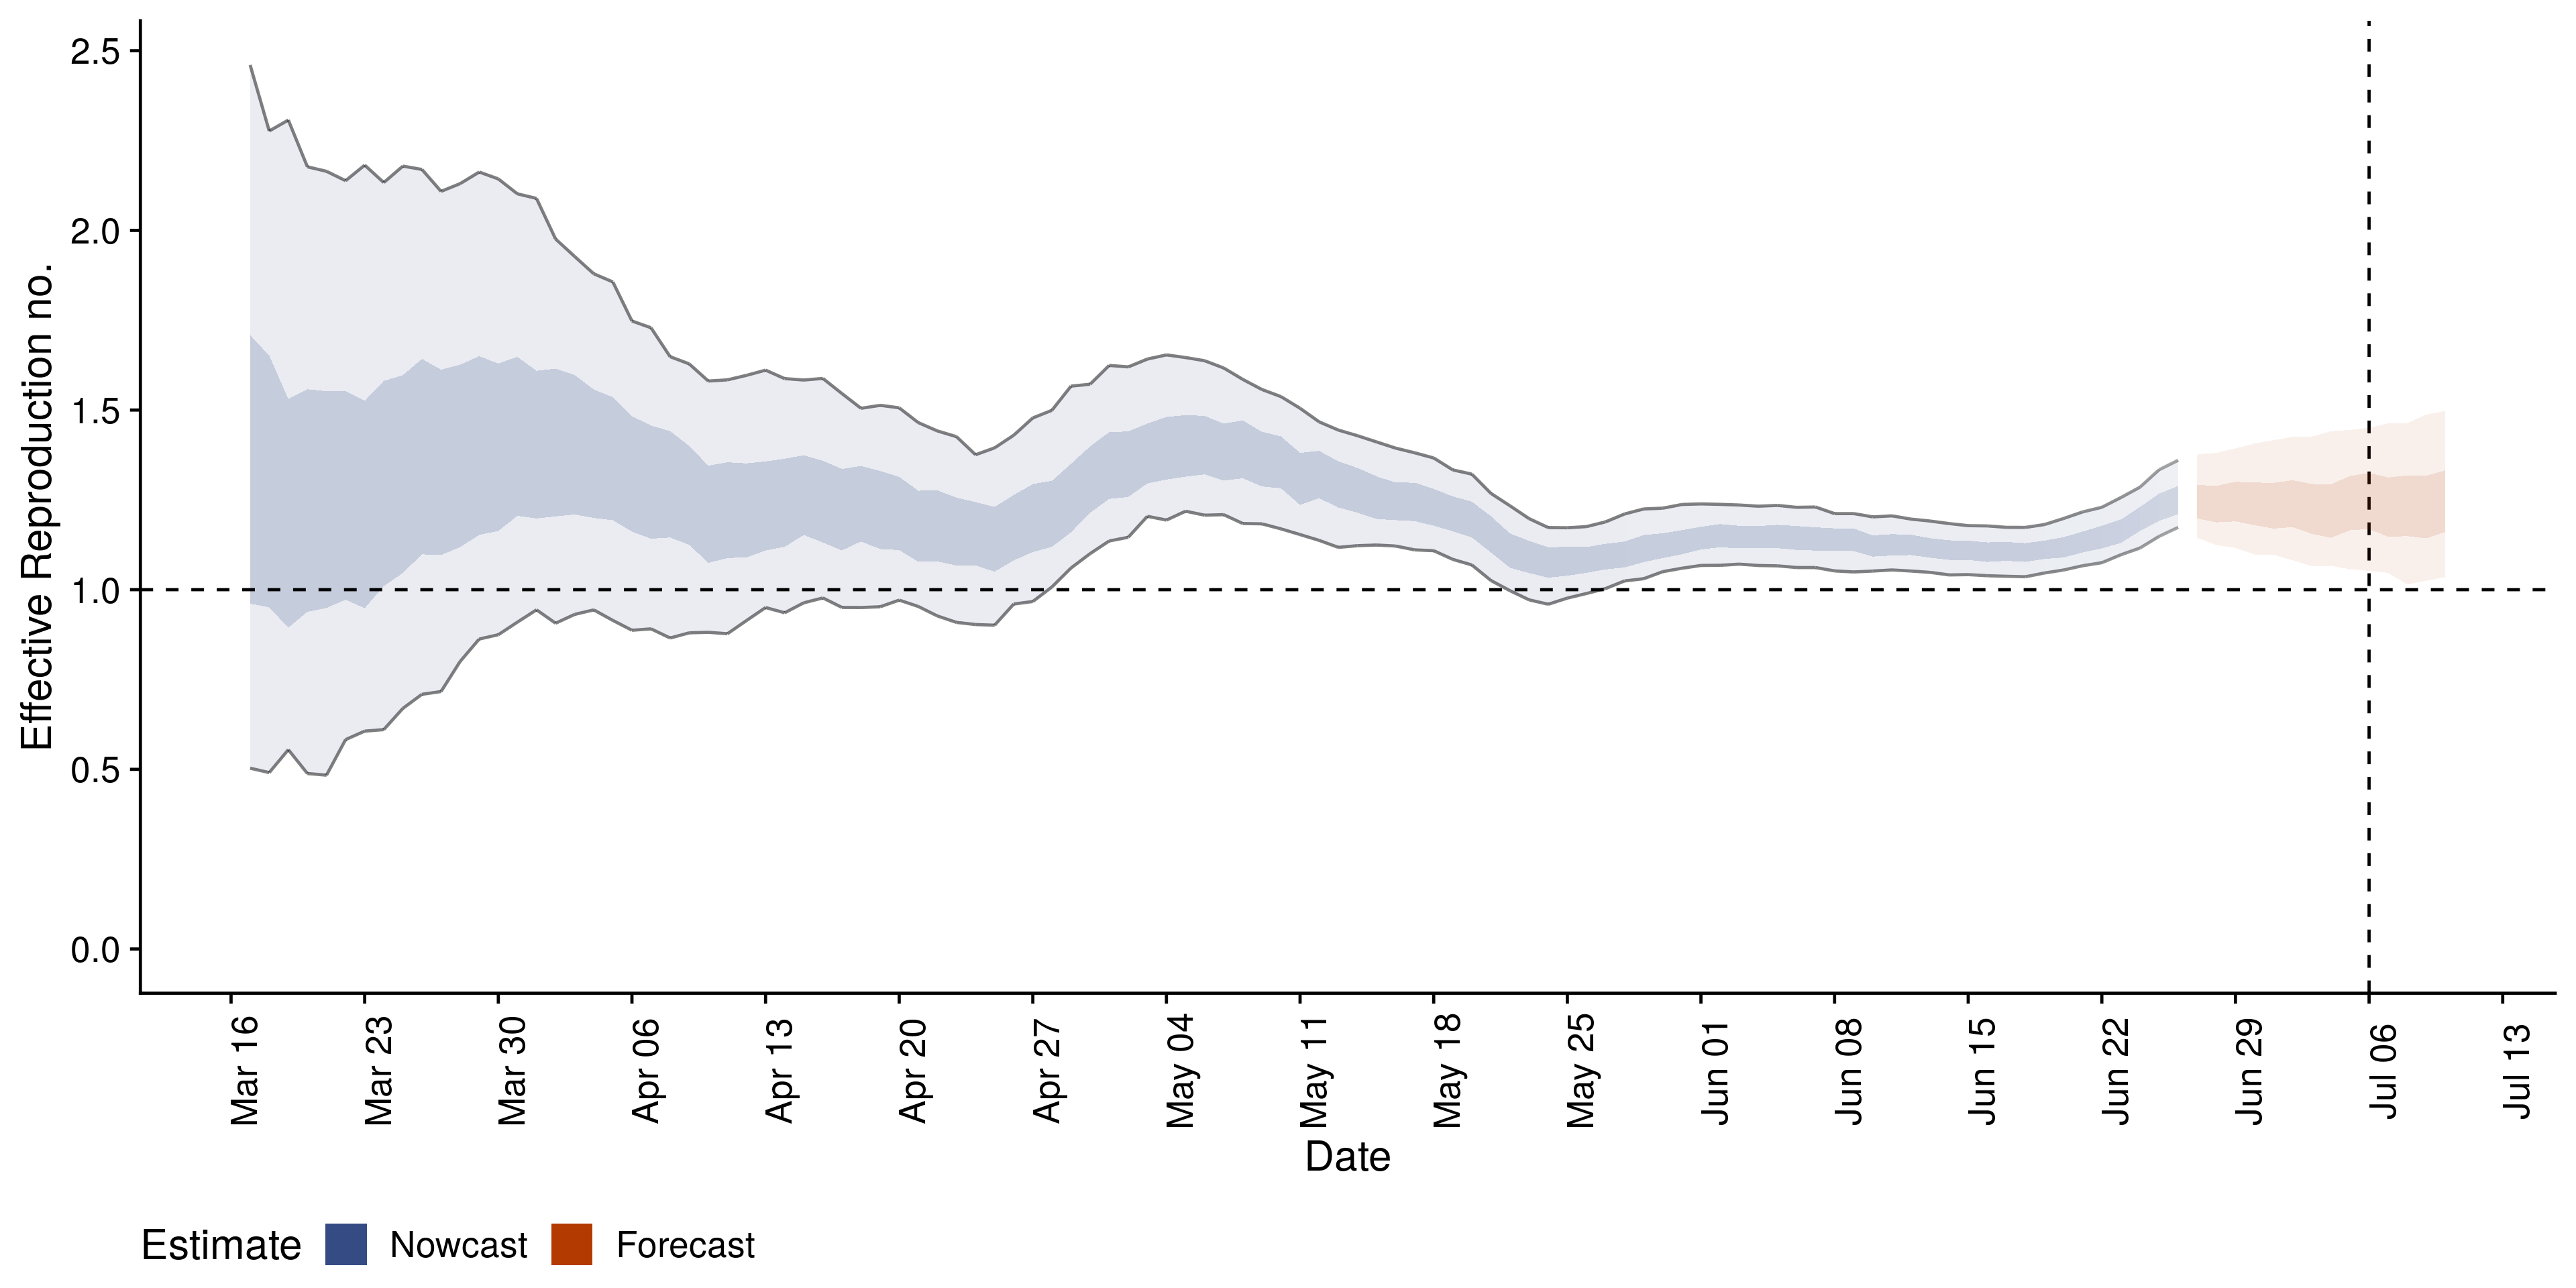 Effective Reproduction no.
2.5
2.0
1.5
1.0
0.5
0.0
Mar 16
Mar 23
Mar 30
Apr 06
Apr 13
Apr 20
Apr 27
May 04
May 11
May 18
May 25
Jun 01
Jun 08
Jun 15
Jun 22
Jun 29
Jul 06
Jul 13
Date
Estimate Nowcast Forecast